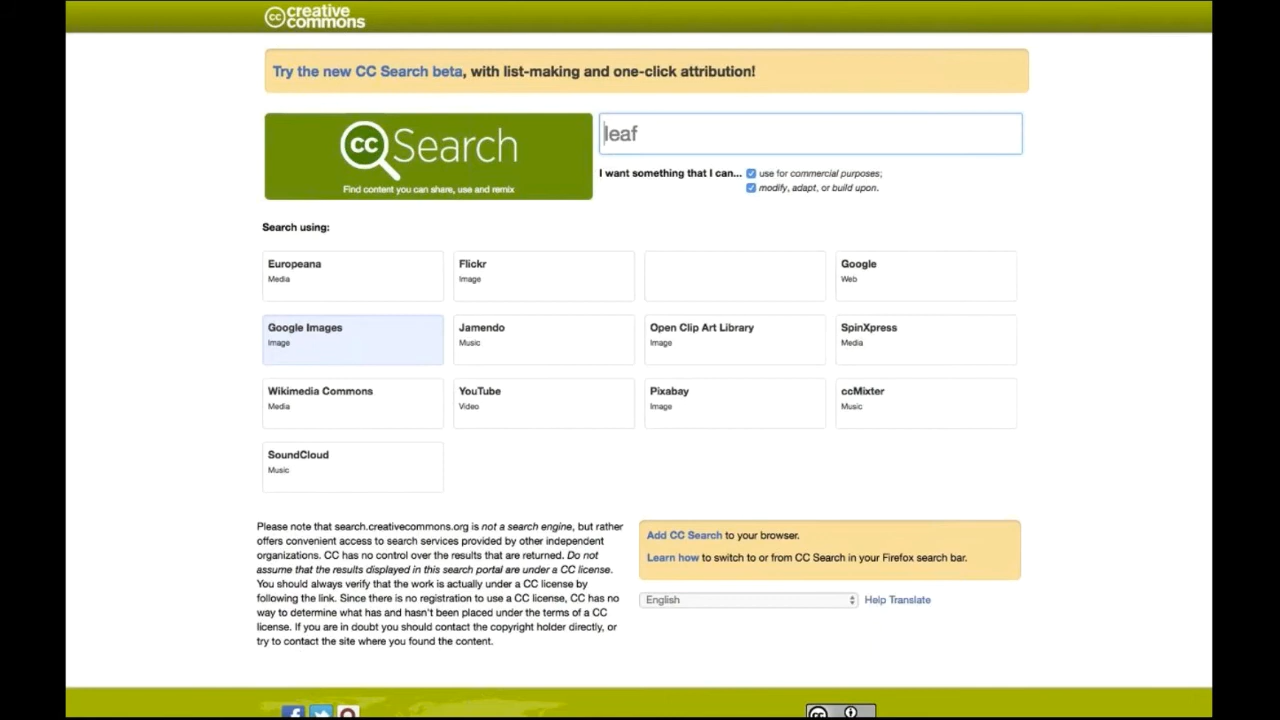 creative
commons
Try the new CC Search beta, with list-making and one-click attribution!
cc Search
Find content you can share, use and remix
leaf
I want something that I can... use for commercial purposes;
modify, adapt, or build upon.
Search using:
Europeana
Media
Flickr
Image
Google
Web
Google Images
Image
Jamendo
Music
Open Clip Art Library
Image
SpinXpress
Media
Wikimedia Commons
Media
YouTube
Video
Pixabay
Image
ccMixter
Music
SoundCloud
Music
Please note that search.creativecommons.org is not a search engine, but rather
offers convenient access to search services provided by other independent
organizations. CC has no control over the results that are returned. Do not
assume that the results displayed in this search portal are under a CC license.
You should always verify that the work is actually under a CC license by
following the link. Since there is no registration to use a CC license, CC has no
way to determine what has and hasn't been placed under the terms of a CC
license. If you are in doubt you should contact the copyright holder directly, or
try to contact the site where you found the content.
Add CC Search to your browser.
Learn how to switch to or from CC Search in your Firefox search bar.
English
Help Translate